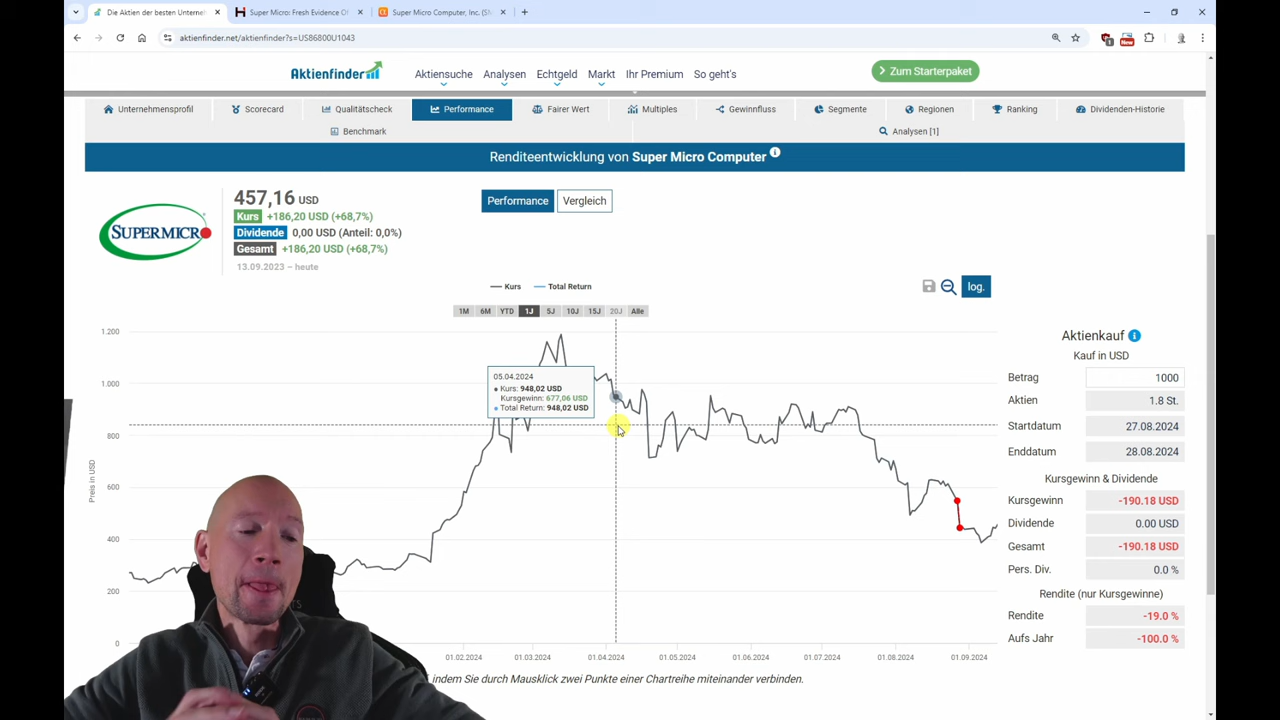 Die Aktien der besten Unterneh
Super Micro: Fresh Evidence Of
Super Micro Computer, Inc. (SM
aktienfinder.net/aktienfinder?s=US86800U1043
1
New
Aktienfinder
Aktiensuche Analysen Echtgeld Markt Ihr Premium So geht's
Zum Starterpaket
Unternehmensprofil Scorecard Qualitätscheck Performance Fairer Wert Multiples Gewinnfluss Segmente Regionen Ranking Dividenden-Historie
Benchmark Analysen [1]
Renditeentwicklung von Super Micro Computer
SUPERMICR
457,16 USD
Kurs +186,20 USD (+68,7%)
Dividende 0,00 USD (Anteil: 0,0%)
Gesamt +186,20 USD (+68,7%)
13.09.2023 – heute
Performance Vergleich
Kurs Total Return
log.
1M 6M YTD 1J 5J 10J 15J 20J Alle
1.200
1.000
800
600
400
200
0
Preis in USD
05.04.2024
Kurs: 948,02 USD
Kursgewinn: 677,06 USD
Total Return: 948,02 USD
01.02.2024 01.03.2024 01.04.2024 01.05.2024 01.06.2024 01.07.2024 01.08.2024 01.09.2024
indem Sie durch Mausklick zwei Punkte einer Chartreihe miteinander verbinden.
Aktienkauf
Kauf in USD
Betrag 1000
Aktien 1.8 St.
Startdatum 27.08.2024
Enddatum 28.08.2024
Kursgewinn & Dividende
Kursgewinn -190.18 USD
Dividende 0.00 USD
Gesamt -190.18 USD
Pers. Div. 0.0 %
Rendite (nur Kursgewinne)
Rendite -19.0 %
Aufs Jahr -100.0 %